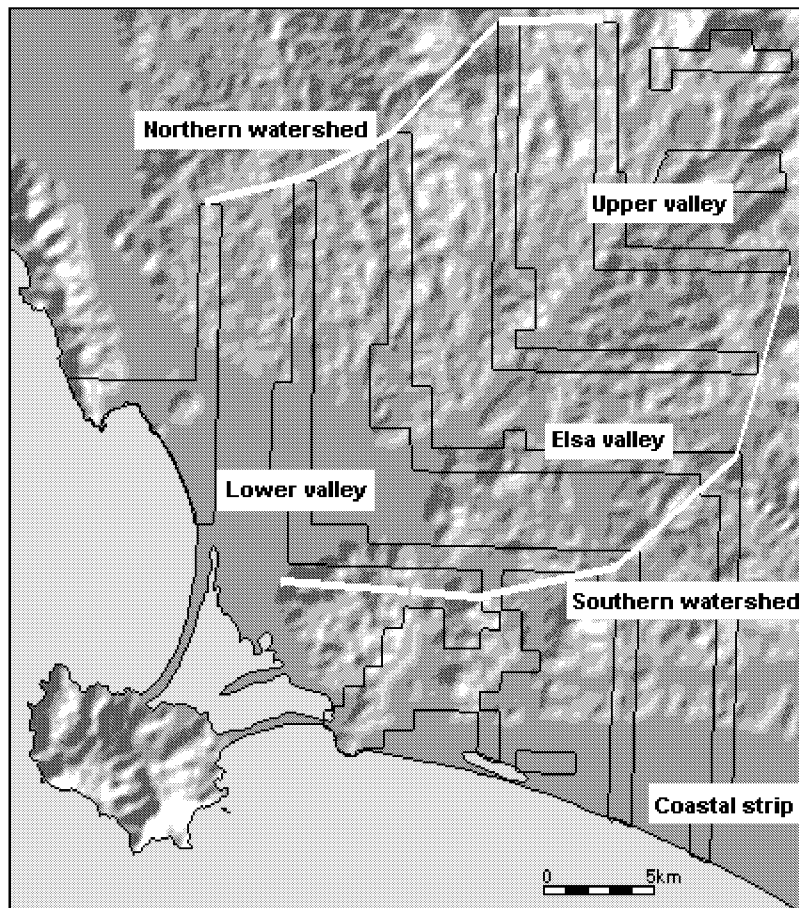 Northern watershed
Upper valley
Elsa valley
Lower valley
Southern watershed
Coastal strip
0 5km